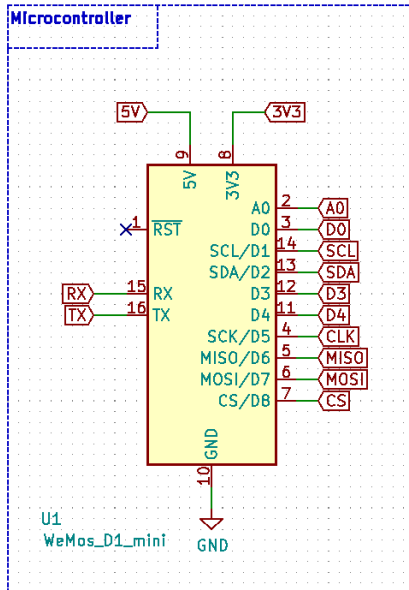 Microcontroller
5V 3V3
9 8
5V 3V3
A0 2 A0
1 RST D0 3 D0
SCL/D1 14 SCL
SDA/D2 13 SDA
RX 15 RX D3 12 D3
TX 16 TX D4 11 D4
SCK/D5 4 CLK
MISO/D6 5 MISO
MOSI/D7 6 MOSI
CS/D8 7 CS
GND
10
U1
WeMos_D1_mini
GND